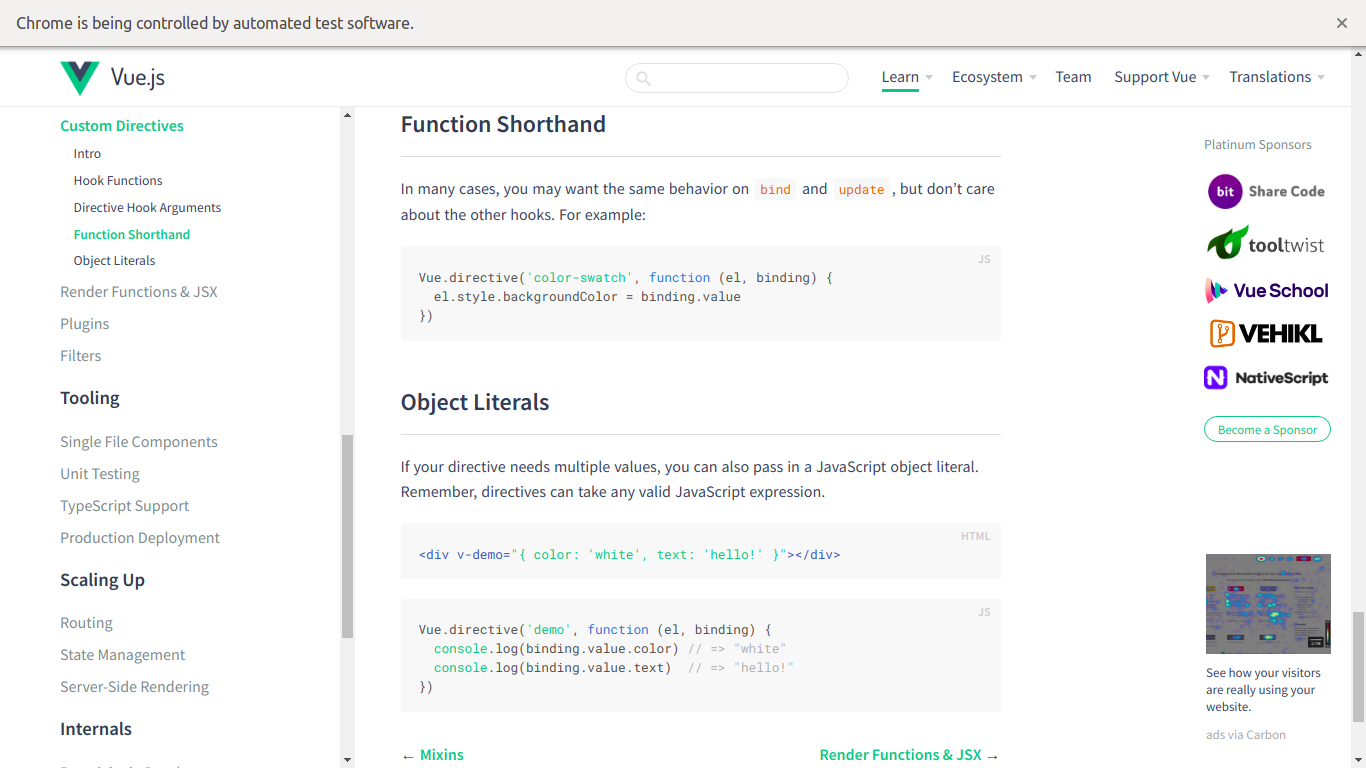 Chrome is being controlled by automated test software.
Vue.js
Learn
Ecosystem
Team
Support Vue
Translations
Custom Directives
Intro
Hook Functions
Directive Hook Arguments
Function Shorthand
Object Literals
Render Functions & JSX
Plugins
Filters
Tooling
Single File Components
Unit Testing
TypeScript Support
Production Deployment
Scaling Up
Routing
State Management
Server-Side Rendering
Internals
Function Shorthand
In many cases, you may want the same behavior on bind and update , but don’t care
about the other hooks. For example:
JS
Vue.directive('color-swatch', function (el, binding) {
  el.style.backgroundColor = binding.value
})
Object Literals
If your directive needs multiple values, you can also pass in a JavaScript object literal.
Remember, directives can take any valid JavaScript expression.
HTML
<div v-demo="{ color: 'white', text: 'hello!' }"></div>
JS
Vue.directive('demo', function (el, binding) {
  console.log(binding.value.color) // => "white"
  console.log(binding.value.text)  // => "hello!"
})
← Mixins
Render Functions & JSX →
Platinum Sponsors
bit Share Code
tooltwist
Vue School
VEHIKL
NativeScript
Become a Sponsor
See how your visitors
are really using your
website.
ads via Carbon